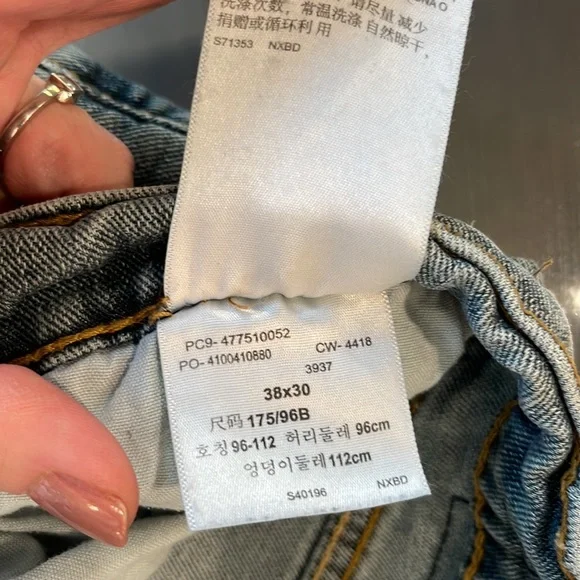 洗涤次数，常温洗涤 自然晾干，
捐赠或循环利用
S71353 NXBD
PC9- 477510052
PO- 4100410880 CW- 4418
3937
38x30
尺码 175/96B
호칭 96-112 허리둘레 96cm
엉덩이둘레 112cm
S40196 NXBD